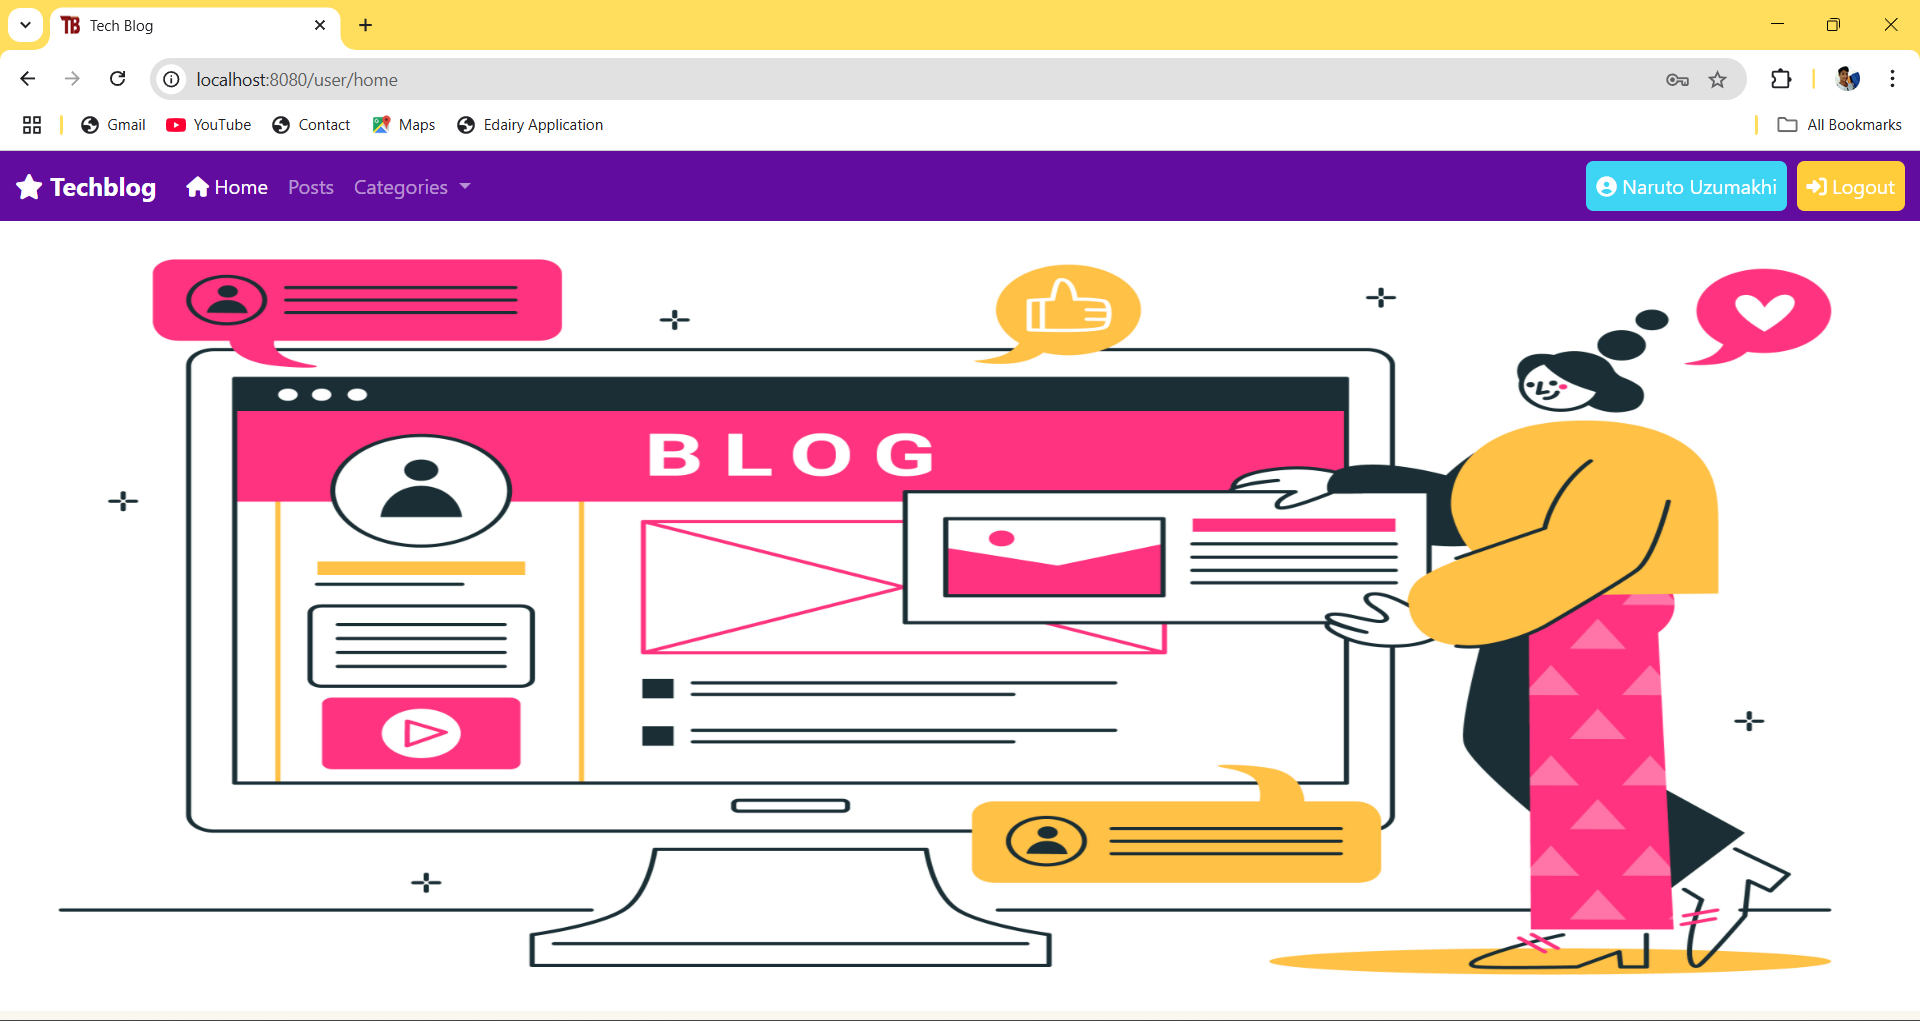 TB Tech Blog
localhost:8080/user/home
Gmail YouTube Contact Maps Edairy Application All Bookmarks
Techblog Home Posts Categories Naruto Uzumakhi Logout
BLOG